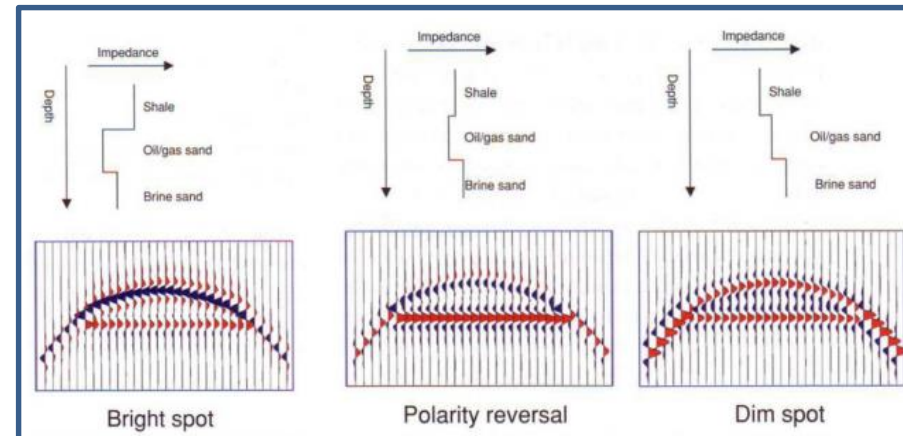 Impedance
Depth
Shale
Oil/gas sand
Brine sand
Bright spot
Impedance
Depth
Shale
Oil/gas sand
Brine sand
Polarity reversal
Impedance
Depth
Shale
Oil/gas sand
Brine sand
Dim spot